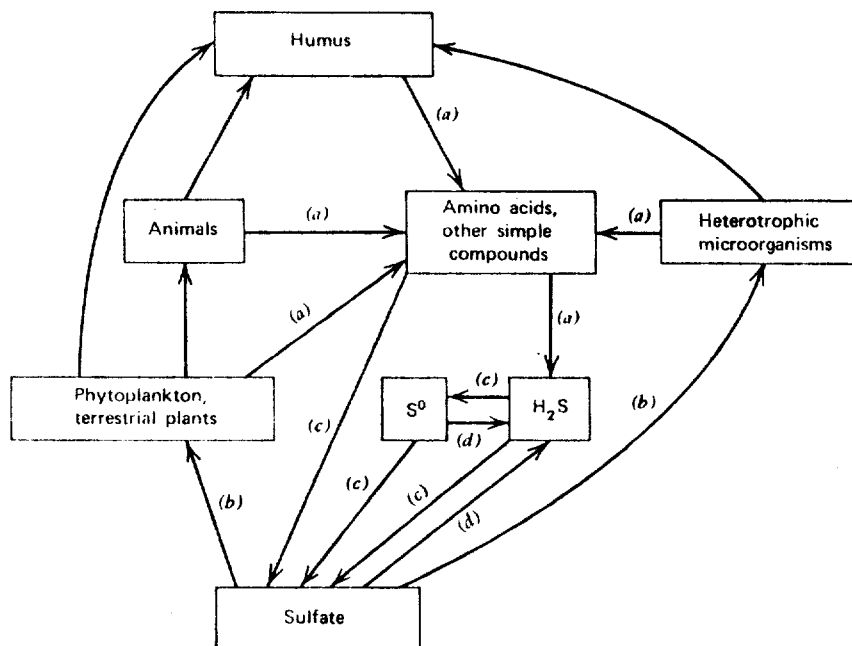 Humus
(a)
Animals
(a)
Amino acids,
other simple
compounds
(a)
Heterotrophic
microorganisms
(a)
(a)
Phytoplankton,
terrestrial plants
(c)
S⁰
(c)
(d)
H₂S
(b)
(b)
(c)
(c)
(d)
Sulfate